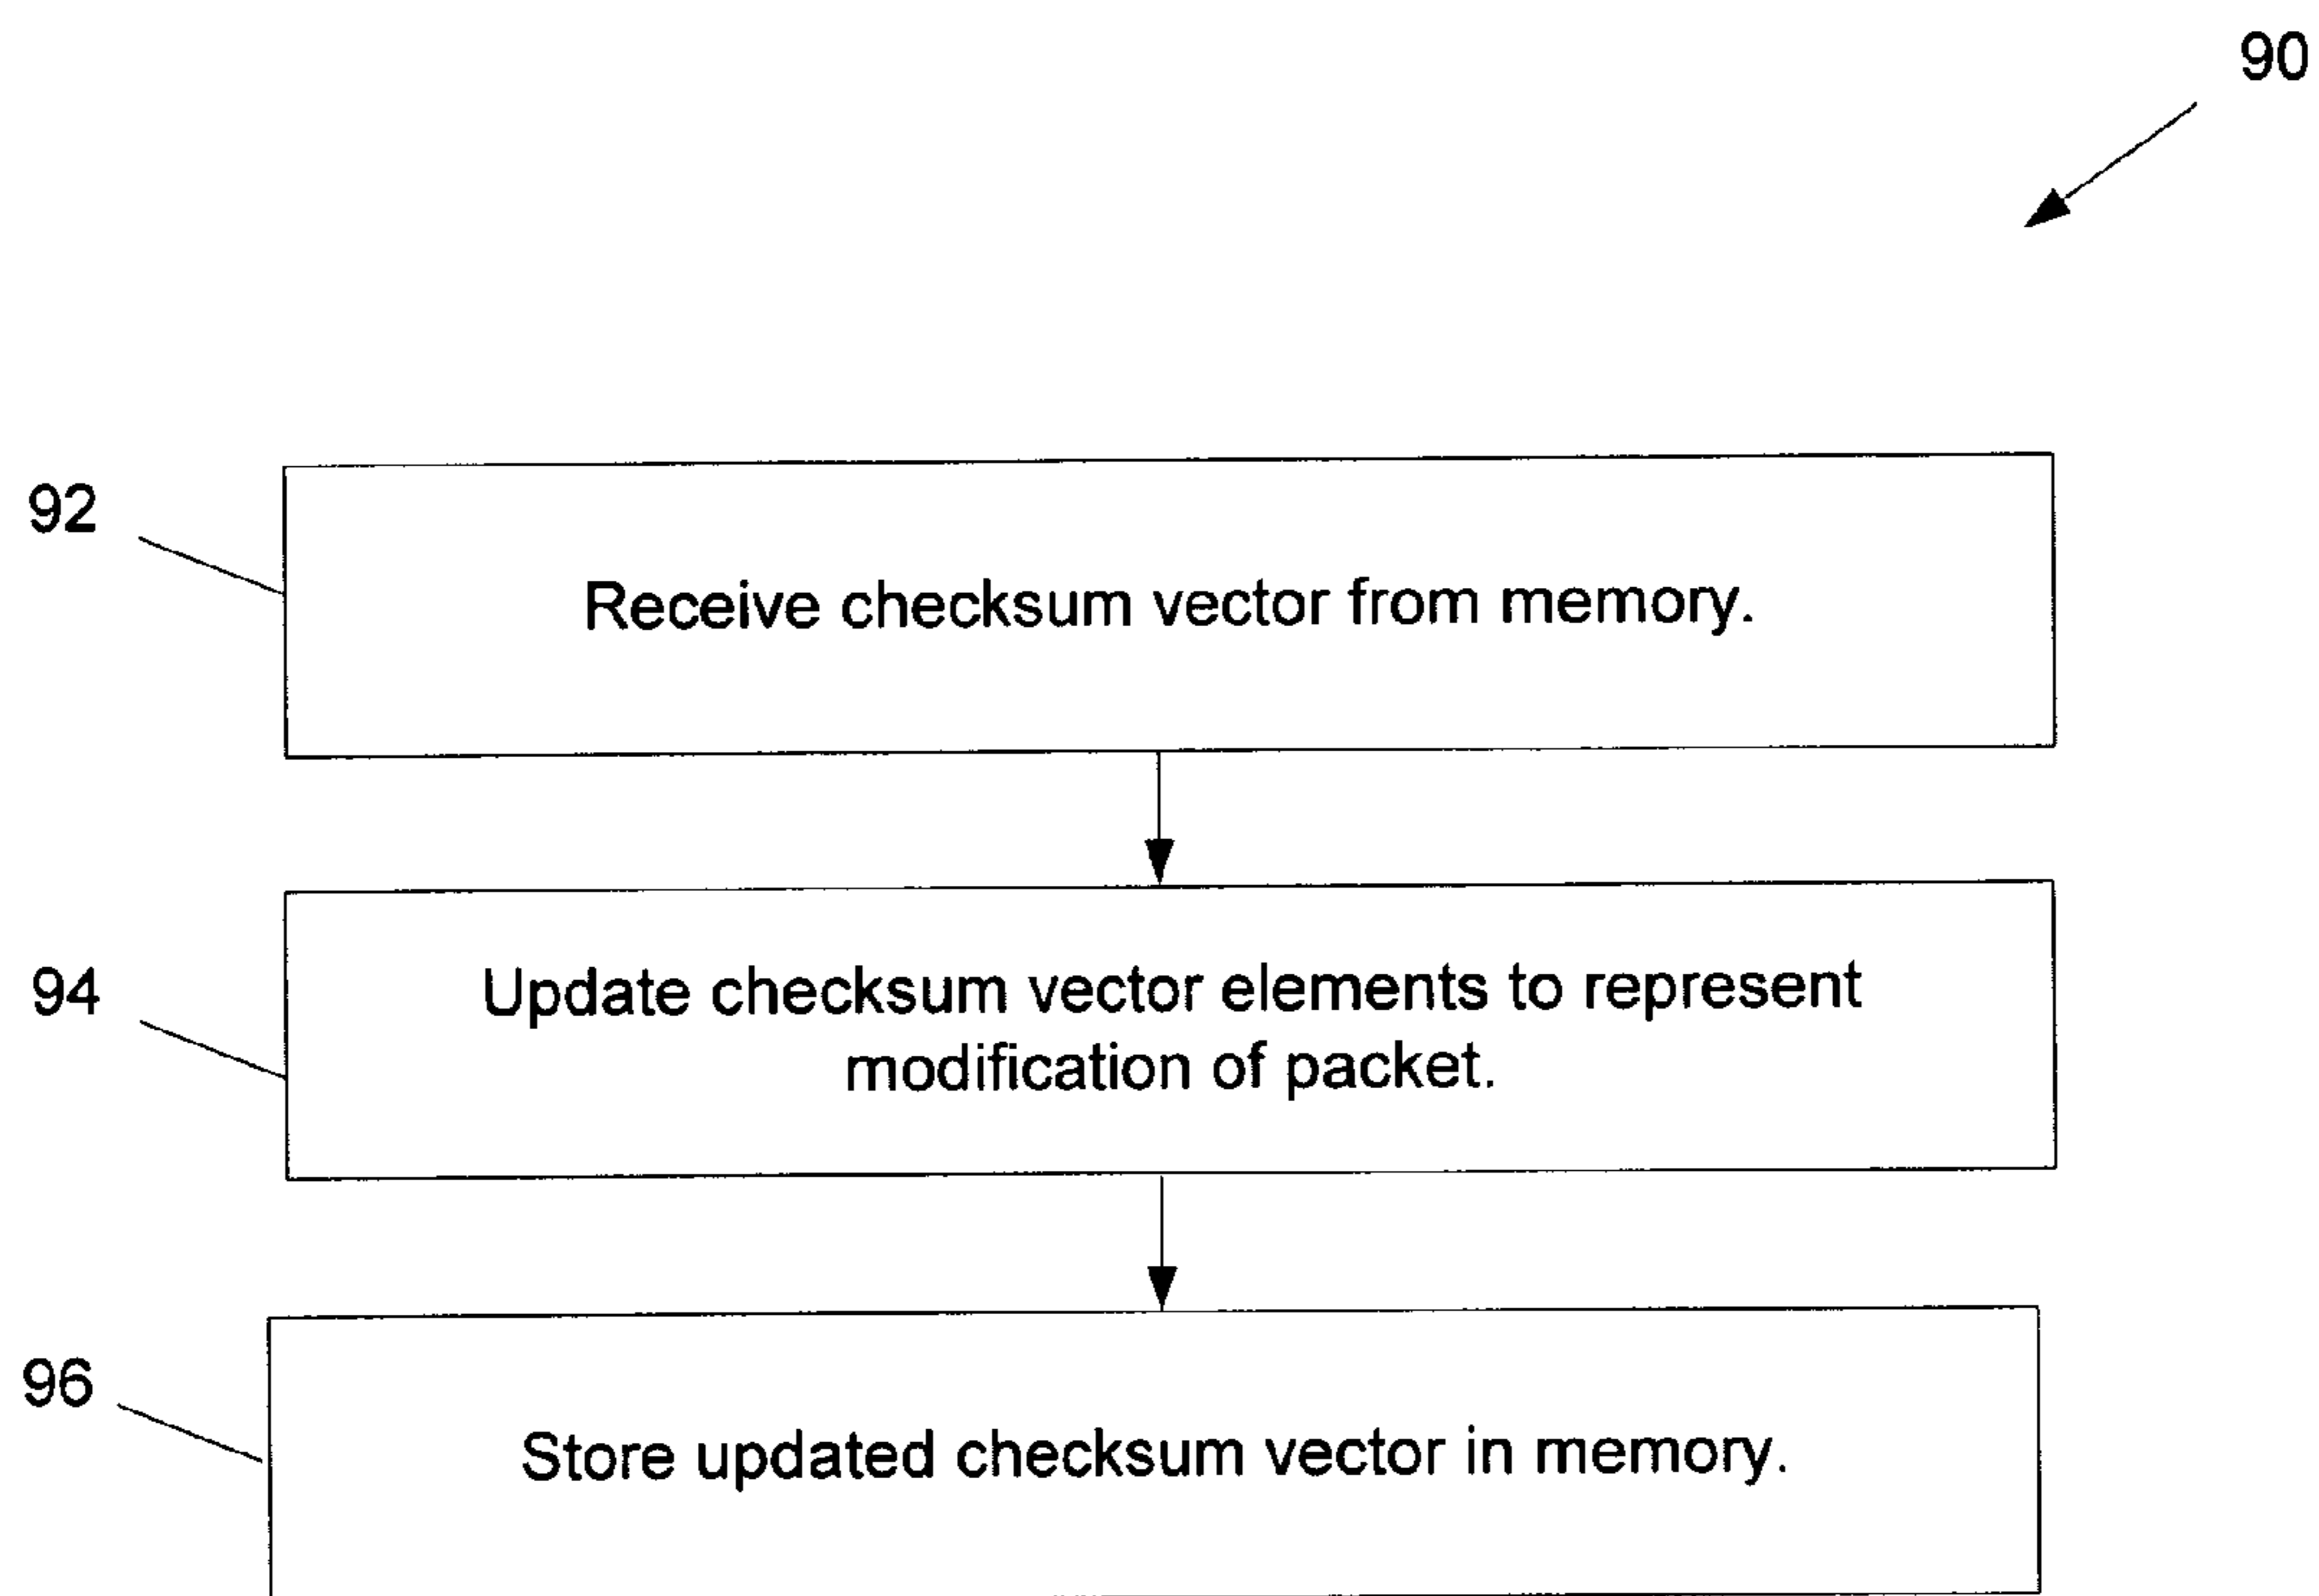 90
92
Receive checksum vector from memory.
94
Update checksum vector elements to represent
modification of packet.
96
Store updated checksum vector in memory.